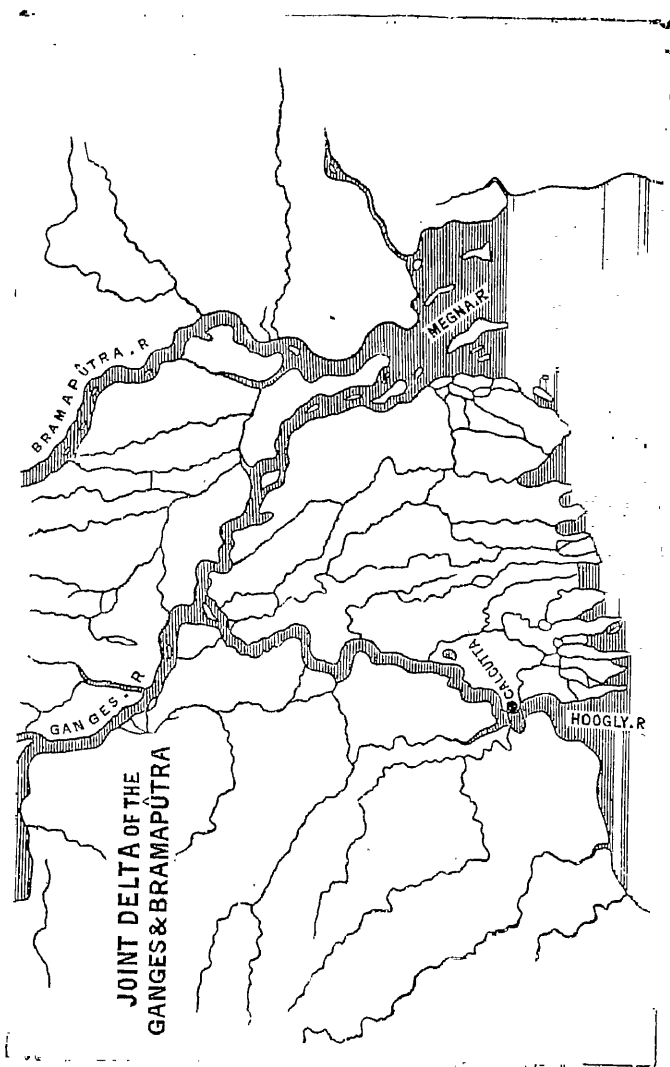 JOINT DELTA OF THE
GANGES & BRAMAPÛTRA
GANGES. R
BRAMAPÛTRA. R
MEGNA. R
CALCUTTA
HOOGLY. R